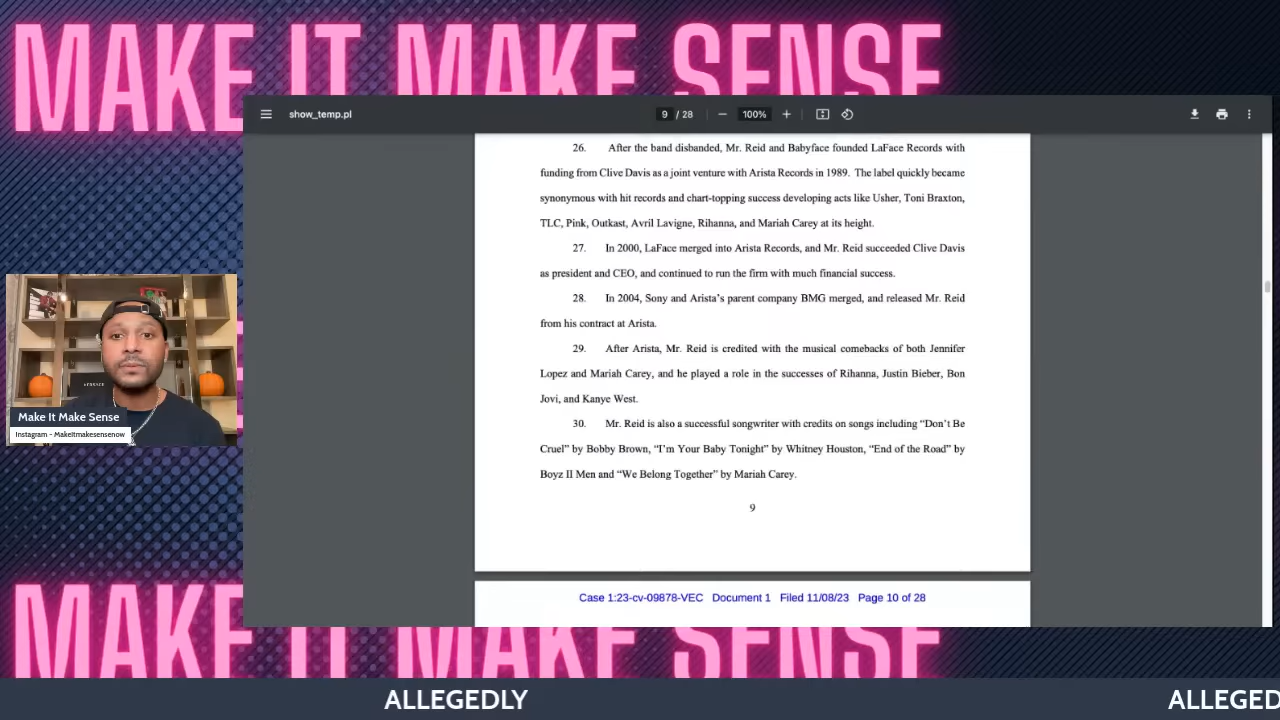 MAKE IT MAKE SENSE
show_temp.pl
9 / 28
100%
26. After the band disbanded, Mr. Reid and Babyface founded LaFace Records with
funding from Clive Davis as a joint venture with Arista Records in 1989. The label quickly became
synonymous with hit records and chart-topping success developing acts like Usher, Toni Braxton,
TLC, Pink, Outkast, Avril Lavigne, Rihanna, and Mariah Carey at its height.
27. In 2000, LaFace merged into Arista Records, and Mr. Reid succeeded Clive Davis
as president and CEO, and continued to run the firm with much financial success.
28. In 2004, Sony and Arista's parent company BMG merged, and released Mr. Reid
from his contract at Arista.
29. After Arista, Mr. Reid is credited with the musical comebacks of both Jennifer
Lopez and Mariah Carey, and he played a role in the successes of Rihanna, Justin Bieber, Bon
Jovi, and Kanye West.
30. Mr. Reid is also a successful songwriter with credits on songs including “Don't Be
Cruel” by Bobby Brown, “I'm Your Baby Tonight” by Whitney Houston, “End of the Road” by
Boyz II Men and “We Belong Together” by Mariah Carey.
9
Case 1:23-cv-09878-VEC Document 1 Filed 11/08/23 Page 10 of 28
Make It Make Sense
Instagram - MakeItmakesensenow
MAKE IT MAKE SENSE
ALLEGEDLY
ALLEGED